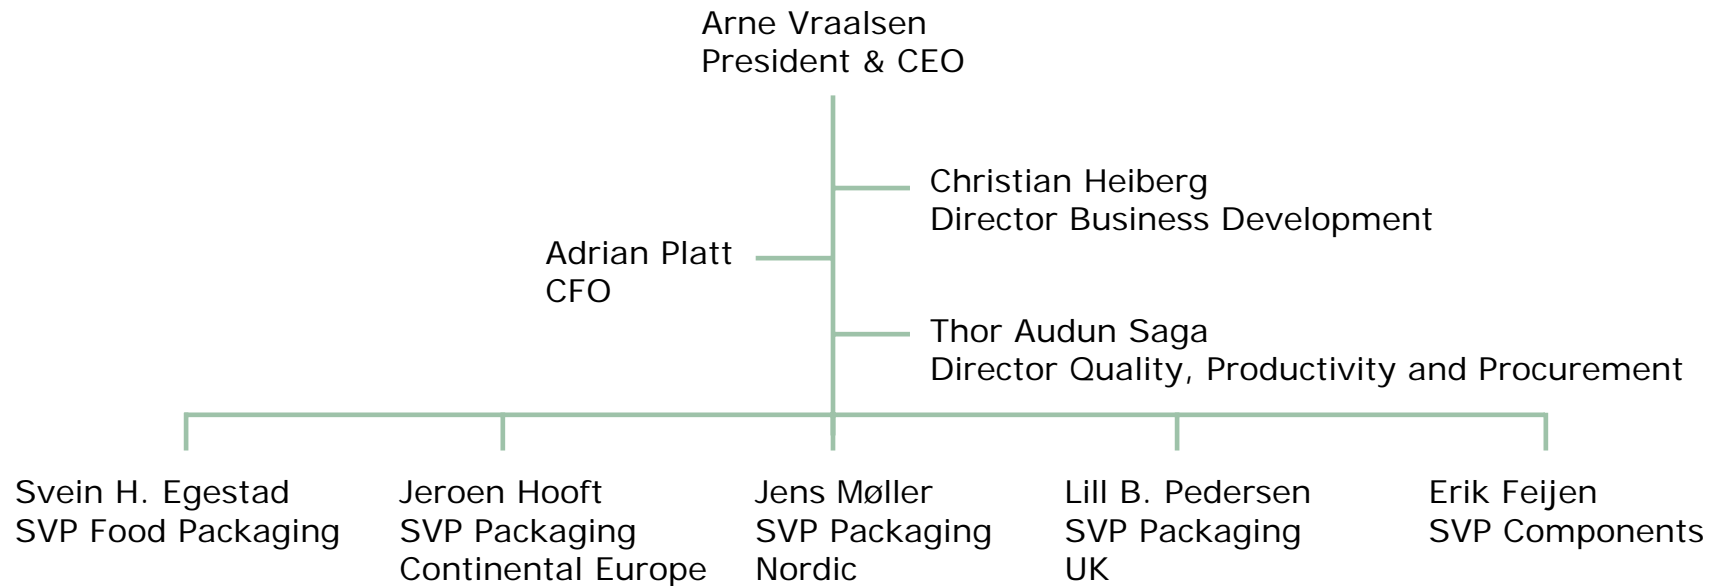 Arne Vraalsen
President & CEO
Christian Heiberg
Director Business Development
Adrian Platt
CFO
Thor Audun Saga
Director Quality, Productivity and Procurement
Svein H. Egestad
SVP Food Packaging
Jeroen Hooft
SVP Packaging
Continental Europe
Jens Møller
SVP Packaging
Nordic
Lill B. Pedersen
SVP Packaging
UK
Erik Feijen
SVP Components